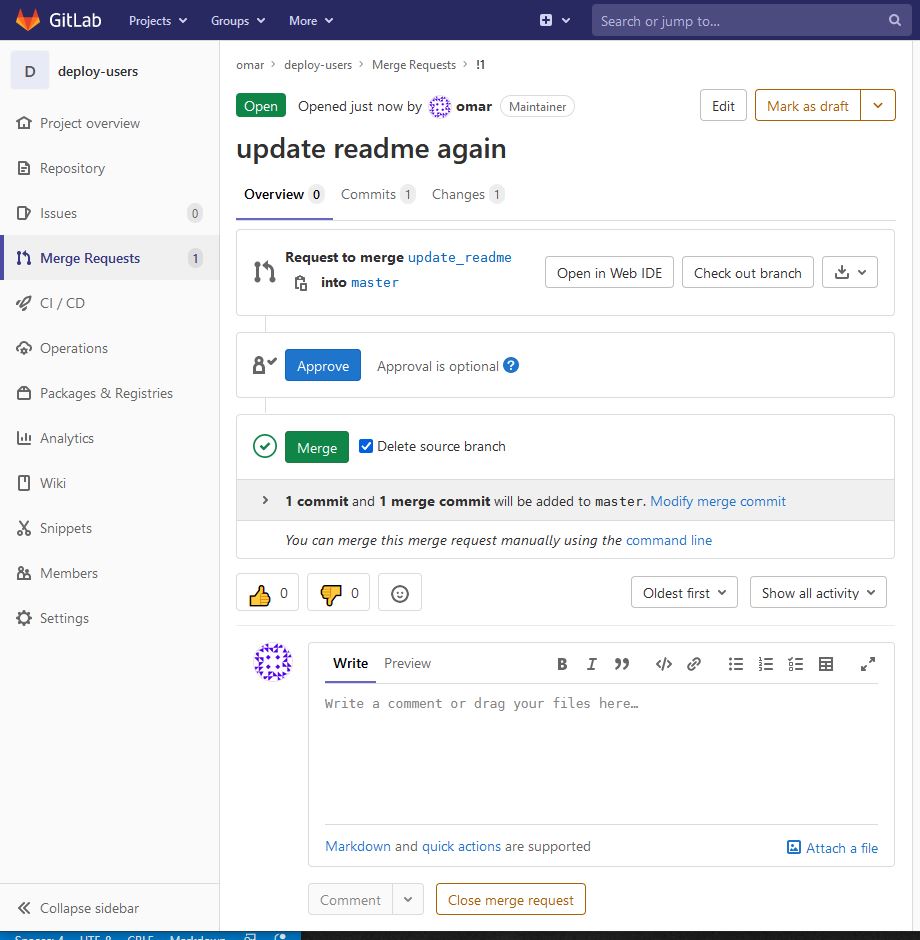 GitLab Projects Groups More Search or jump to...
D deploy-users
Project overview
Repository
Issues 0
Merge Requests 1
CI / CD
Operations
Packages & Registries
Analytics
Wiki
Snippets
Members
Settings
Collapse sidebar
omar > deploy-users > Merge Requests > !1
Open Opened just now by omar Maintainer Edit Mark as draft
update readme again
Overview 0 Commits 1 Changes 1
Request to merge update_readme
into master
Open in Web IDE Check out branch
Approve Approval is optional ?
Merge Delete source branch
1 commit and 1 merge commit will be added to master. Modify merge commit
You can merge this merge request manually using the command line
0 0 Oldest first Show all activity
Write Preview B I
Write a comment or drag your files here…
Markdown and quick actions are supported Attach a file
Comment Close merge request
Spaces: 4 UTF-8 CRLF Markdown